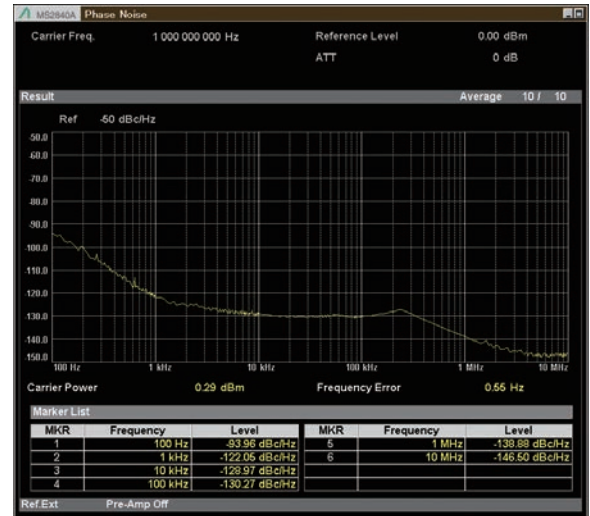 MS2840A Phase Noise
Carrier Freq. 1 000 000 000 Hz Reference Level 0.00 dBm
ATT 0 dB
Result Average 10 / 10
Ref -50 dBc/Hz
-50.0
-60.0
-70.0
-80.0
-90.0
-100.0
-110.0
-120.0
-130.0
-140.0
-150.0
100 Hz 1 kHz 10 kHz 100 kHz 1 MHz 10 MHz
Carrier Power 0.29 dBm Frequency Error 0.55 Hz
Marker List
MKR Frequency Level MKR Frequency Level
1 100 Hz -93.96 dBc/Hz 5 1 MHz -138.88 dBc/Hz
2 1 kHz -122.05 dBc/Hz 6 10 MHz -146.50 dBc/Hz
3 10 kHz -128.97 dBc/Hz
4 100 kHz -130.27 dBc/Hz
Ref.Ext Pre-Amp Off